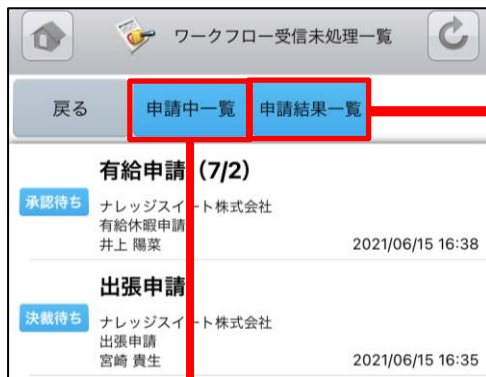 ワークフロー受信未処理一覧
戻る
申請中一覧
申請結果一覧
有給申請（7/2）
承認待ち
ナレッジスイート株式会社
有給休暇申請
井上 陽菜
2021/06/15 16:38
出張申請
決裁待ち
ナレッジスイート株式会社
出張申請
宮崎 貴生
2021/06/15 16:35